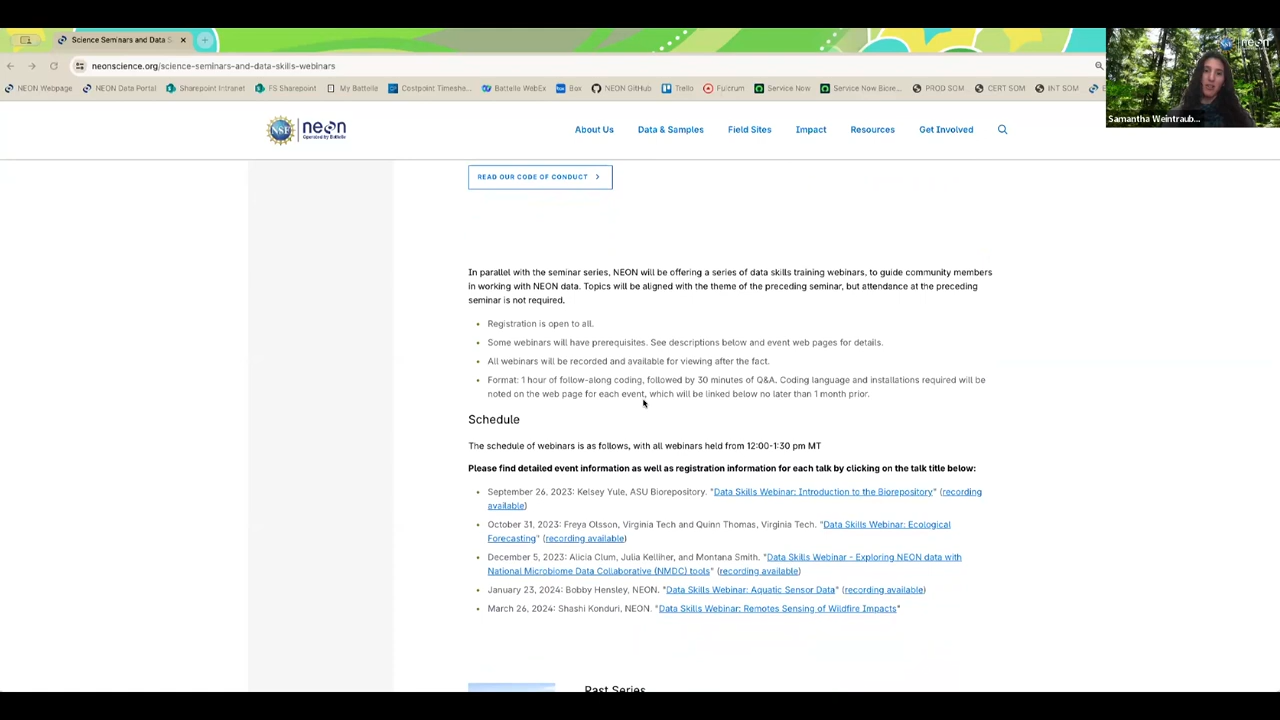 Science Seminars and Data S
neonscience.org/science-seminars-and-data-skills-webinars
NEON Webpage
NEON Data Portal
Sharepoint Intranet
FS Sharepoint
My Battelle
Costpoint Timeshe...
Battelle WebEx
Box
NEON GitHub
Trello
Fulcrum
Service Now
Service Now Biore...
PROD SOM
CERT SOM
INT SOM
NSF neon
Samantha Weintraub...
NSF
neon
Operated by Battelle
About Us
Data & Samples
Field Sites
Impact
Resources
Get Involved
READ OUR CODE OF CONDUCT
In parallel with the seminar series, NEON will be offering a series of data skills training webinars, to guide community members
in working with NEON data. Topics will be aligned with the theme of the preceding seminar, but attendance at the preceding
seminar is not required.
• Registration is open to all.
• Some webinars will have prerequisites. See descriptions below and event web pages for details.
• All webinars will be recorded and available for viewing after the fact.
• Format: 1 hour of follow-along coding, followed by 30 minutes of Q&A. Coding language and installations required will be
noted on the web page for each event, which will be linked below no later than 1 month prior.
Schedule
The schedule of webinars is as follows, with all webinars held from 12:00-1:30 pm MT
Please find detailed event information as well as registration information for each talk by clicking on the talk title below:
• September 26, 2023: Kelsey Yule, ASU Biorepository. "Data Skills Webinar: Introduction to the Biorepository" (recording
available)
• October 31, 2023: Freya Olsson, Virginia Tech and Quinn Thomas, Virginia Tech. "Data Skills Webinar: Ecological
Forecasting" (recording available)
• December 5, 2023: Alicia Clum, Julia Kelliher, and Montana Smith. "Data Skills Webinar - Exploring NEON data with
National Microbiome Data Collaborative (NMDC) tools" (recording available)
• January 23, 2024: Bobby Hensley, NEON. "Data Skills Webinar: Aquatic Sensor Data" (recording available)
• March 26, 2024: Shashi Konduri, NEON. "Data Skills Webinar: Remotes Sensing of Wildfire Impacts"
Past Series